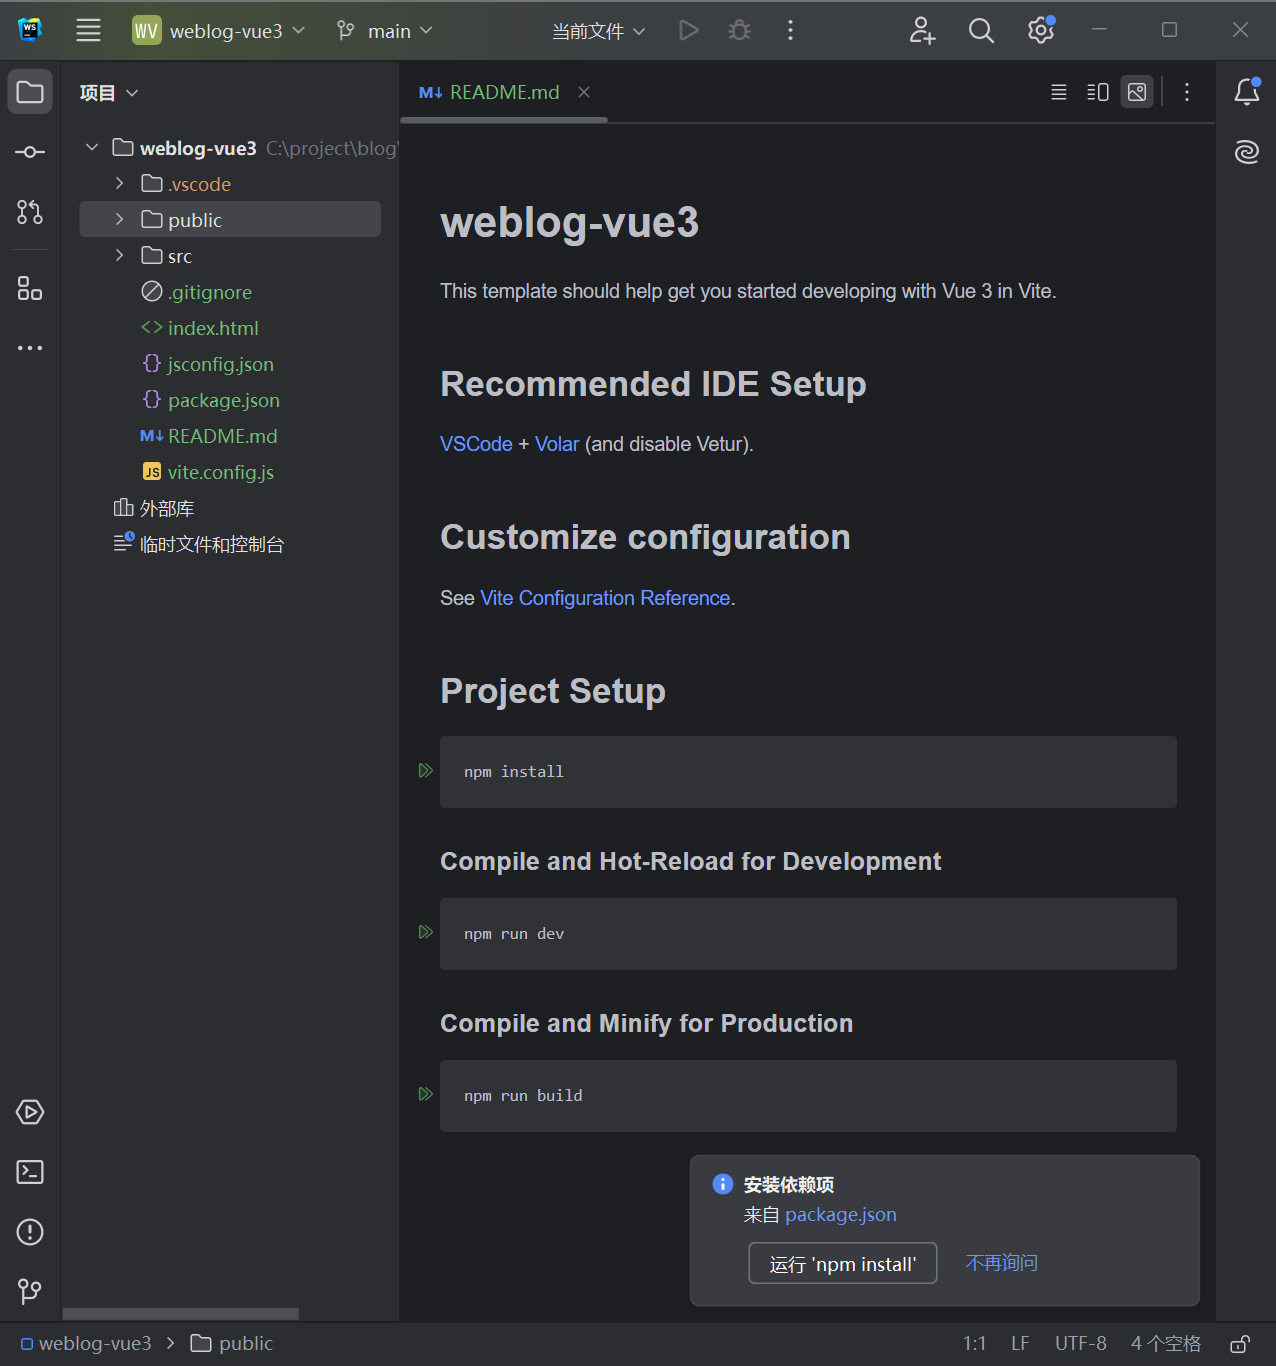 WS
WV weblog-vue3 main 当前文件
项目
M↓ README.md
weblog-vue3 C:\project\blog\
.vscode
public
src
.gitignore
index.html
jsconfig.json
package.json
M↓ README.md
JS vite.config.js
外部库
临时文件和控制台
weblog-vue3
This template should help get you started developing with Vue 3 in Vite.
Recommended IDE Setup
VSCode + Volar (and disable Vetur).
Customize configuration
See Vite Configuration Reference.
Project Setup
npm install
Compile and Hot-Reload for Development
npm run dev
Compile and Minify for Production
npm run build
安装依赖项
来自 package.json
运行 'npm install' 不再询问
weblog-vue3 > public 1:1 LF UTF-8 4 个空格